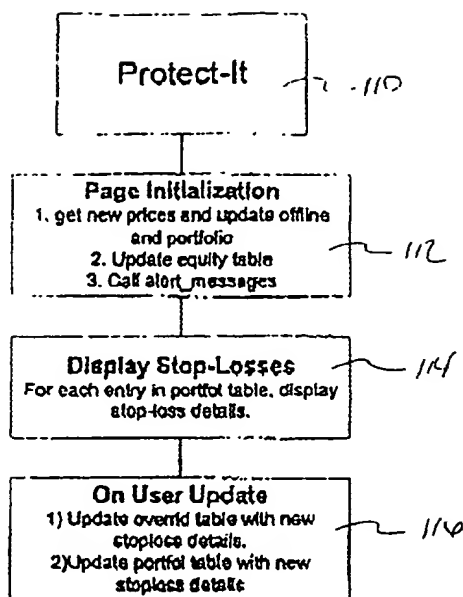 Protect-It
110
Page Initialization
1. get new prices and update offline
and portfolio
2. Update equity table
3. Call alert_messages
112
Display Stop-Losses
For each entry in portfol table, display
stop-loss details.
114
On User Update
1) Update overrid table with new
stoploss details.
2)Update portfol table with new
stoploss details
116